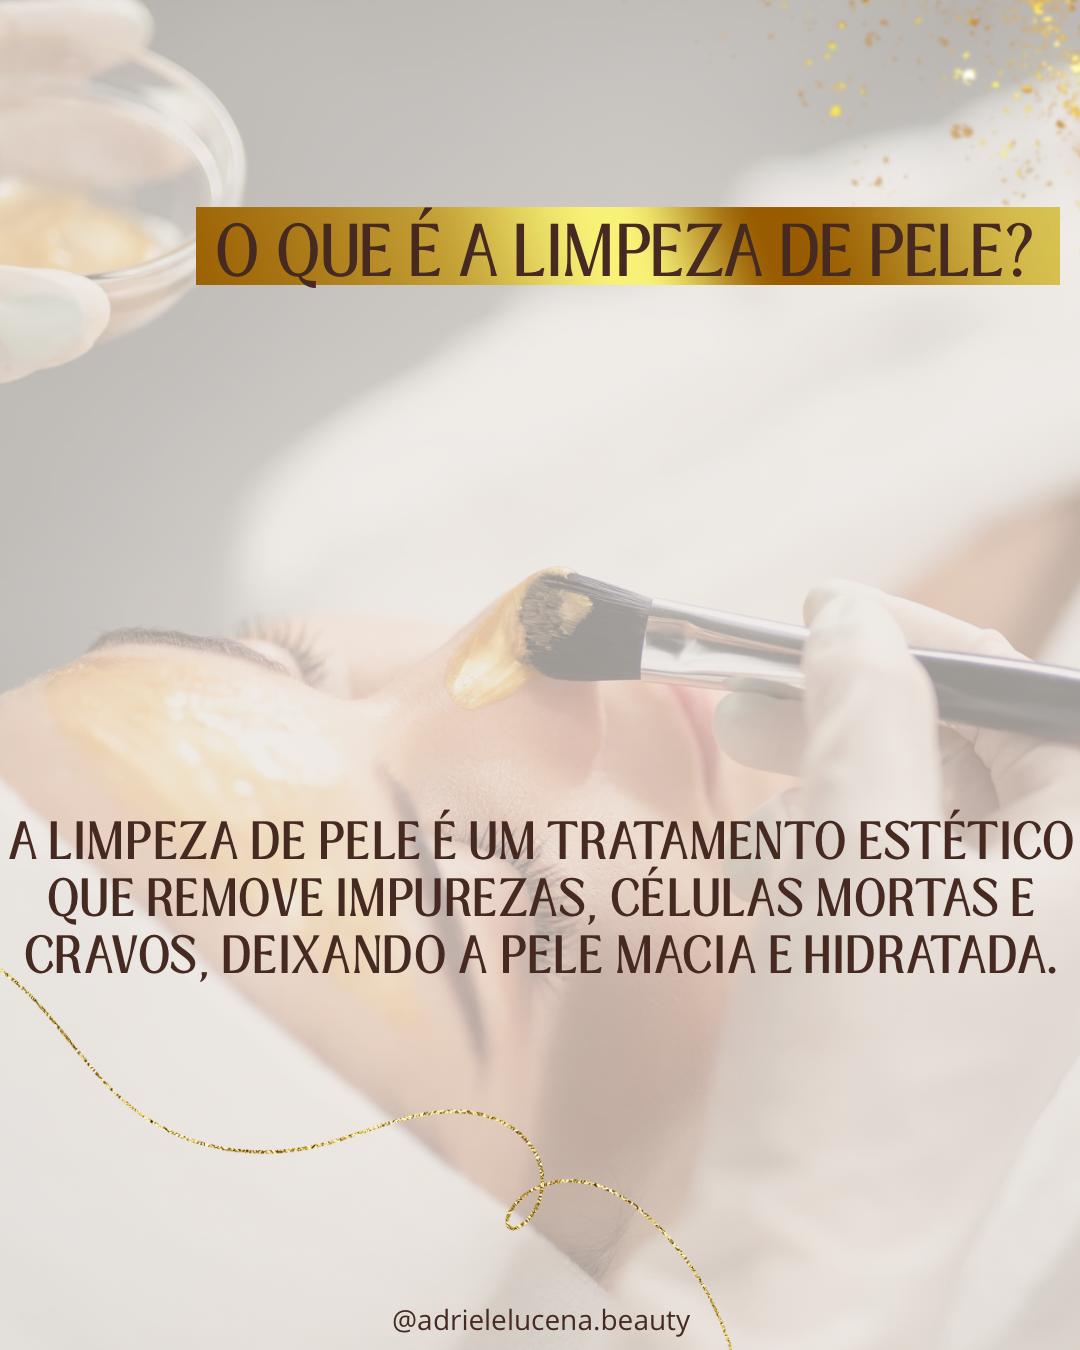 O QUE É A LIMPEZA DE PELE?
A LIMPEZA DE PELE É UM TRATAMENTO ESTÉTICO
QUE REMOVE IMPUREZAS, CÉLULAS MORTAS E
CRAVOS, DEIXANDO A PELE MACIA E HIDRATADA.
@adrielelucena.beauty